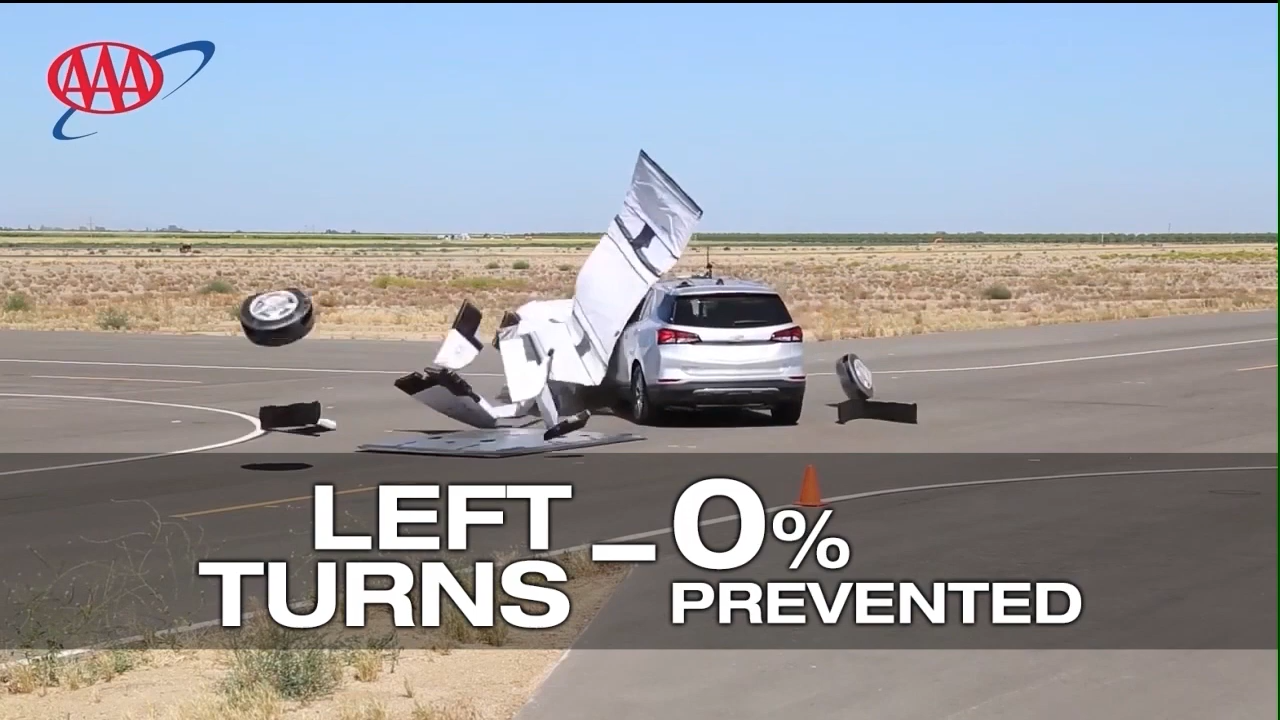 AAA
LEFT
TURNS – 0%
PREVENTED